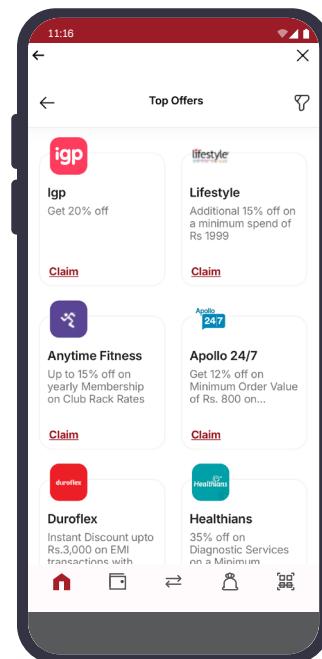 11:16
Top Offers
igp
Igp
Get 20% off
Claim
lifestyle
Lifestyle
Additional 15% off on
a minimum spend of
Rs 1999
Claim
Anytime Fitness
Up to 15% off on
yearly Membership
on Club Rack Rates
Claim
Apollo
24|7
Apollo 24/7
Get 12% off on
Minimum Order Value
of Rs. 800 on...
Claim
duroflex
Duroflex
Instant Discount upto
Rs.3,000 on EMI
transactions with
Healthians
Healthians
35% off on
Diagnostic Services
on a Minimum